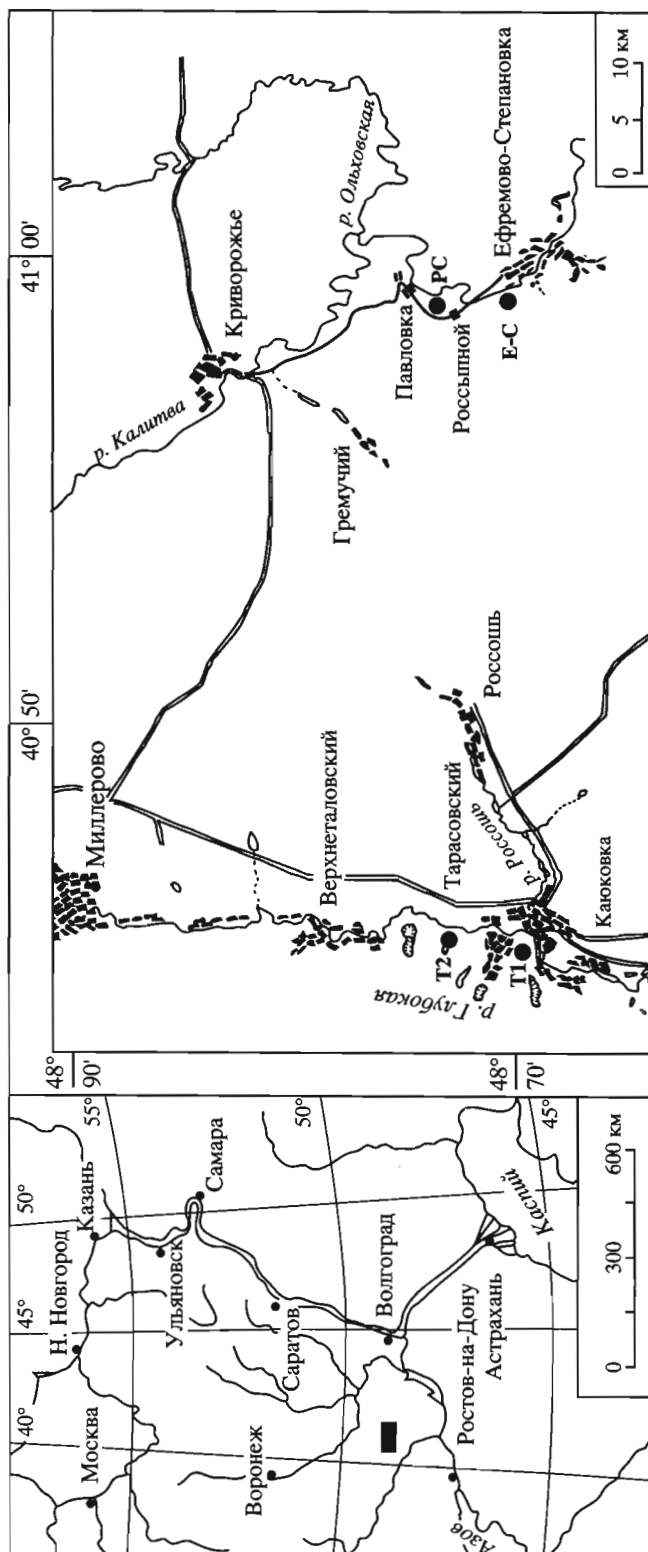 40°
45°
50°
55°
Москва
Н. Новгород
Казань
Ульяновск
Самара
Воронеж
Саратов
50°
Волгоград
Ростов-на-Дону
Астрахань
Азов
Каспий
45°
0 300 600 км
40° 50'
41° 00'
48°
90'
48°
70'
Миллерово
р. Калитва
Криворожье
р. Ольховская
Верхнеталовский
Гремучий
Павловка
РС
Россыпной
Е-С
Ефремово-Степановка
Тарасовский
Россошь
р. Россошь
р. Глубокая
Т2
Т1
Каюковка
0 5 10 км